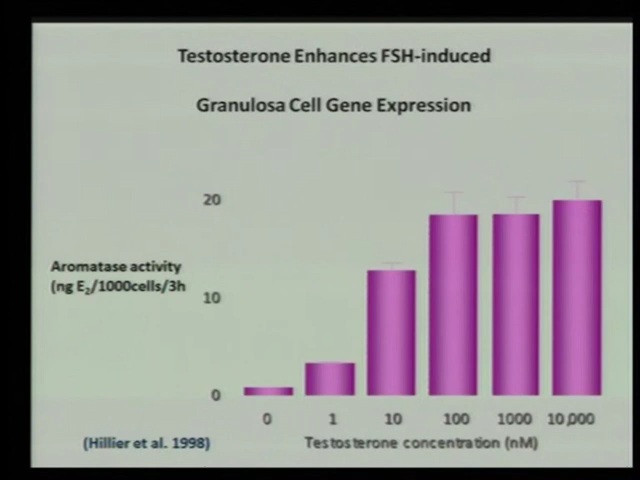 Testosterone Enhances FSH-induced
Granulosa Cell Gene Expression
20
Aromatase activity
(ng E₂/1000cells/3h
10
0
0 1 10 100 1000 10,000
(Hillier et al. 1998) Testosterone concentration (nM)